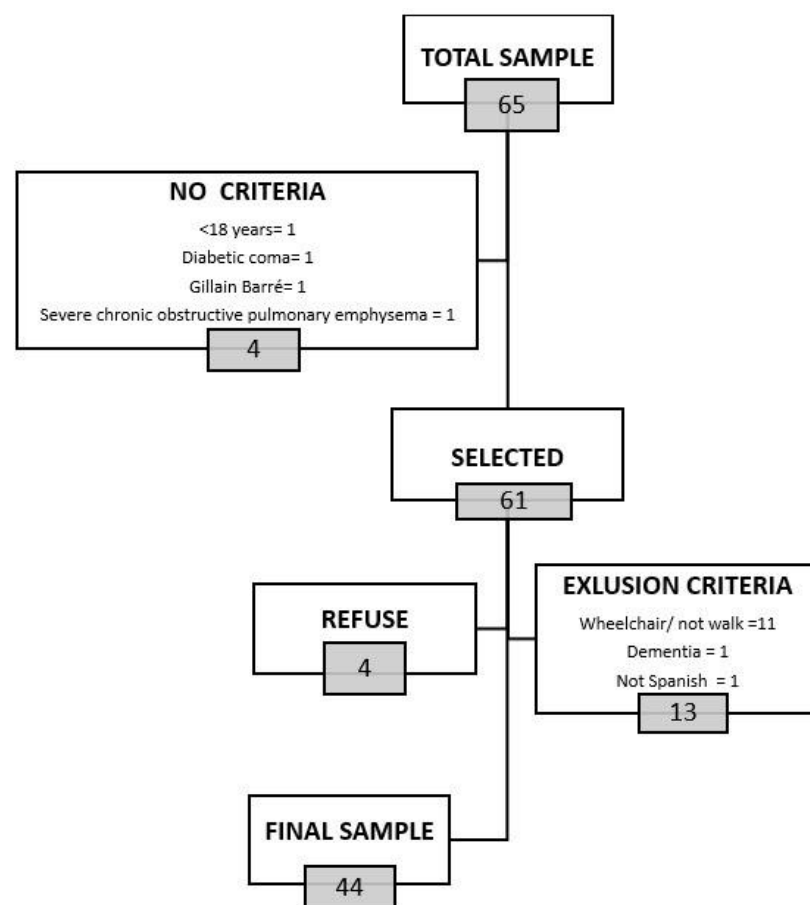 TOTAL SAMPLE
65
NO CRITERIA
<18 years= 1
Diabetic coma= 1
Gillain Barré= 1
Severe chronic obstructive pulmonary emphysema = 1
4
SELECTED
61
REFUSE
4
EXLUSION CRITERIA
Wheelchair/ not walk =11
Dementia = 1
Not Spanish = 1
13
FINAL SAMPLE
44